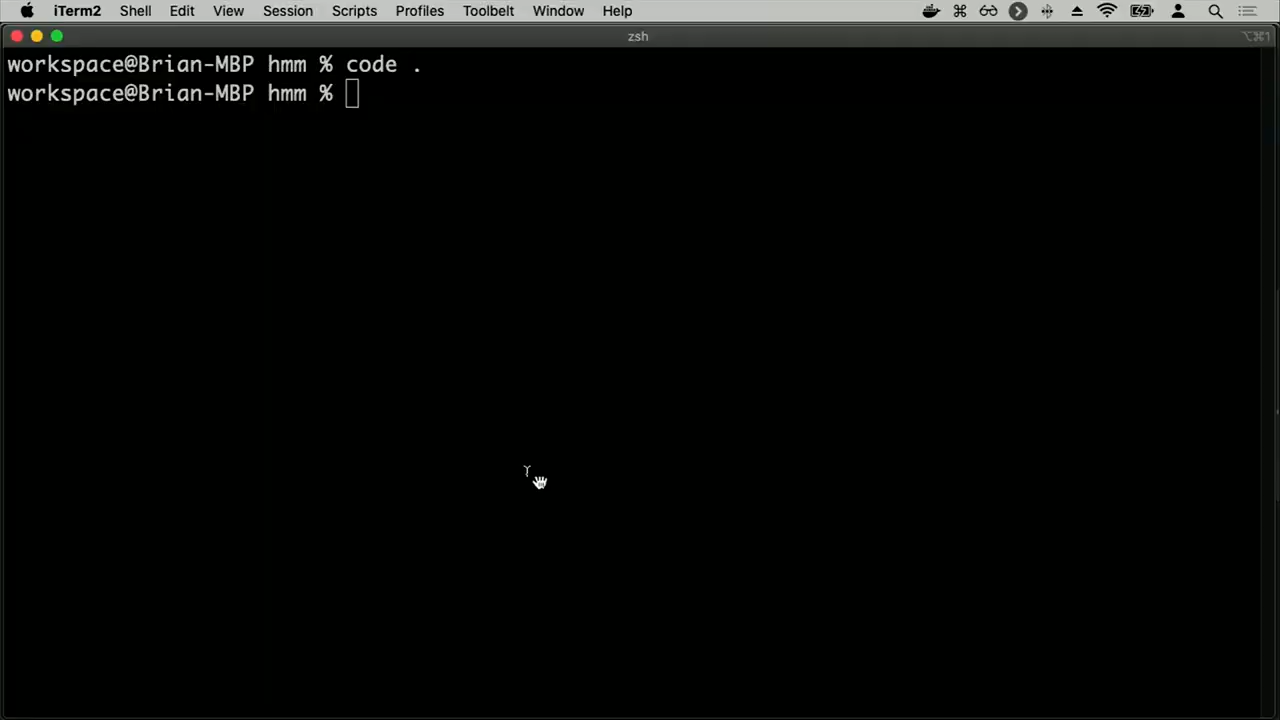 iTerm2 Shell Edit View Session Scripts Profiles Toolbelt Window Help
zsh ⌥⌘1
workspace@Brian-MBP hmm % code .
workspace@Brian-MBP hmm %